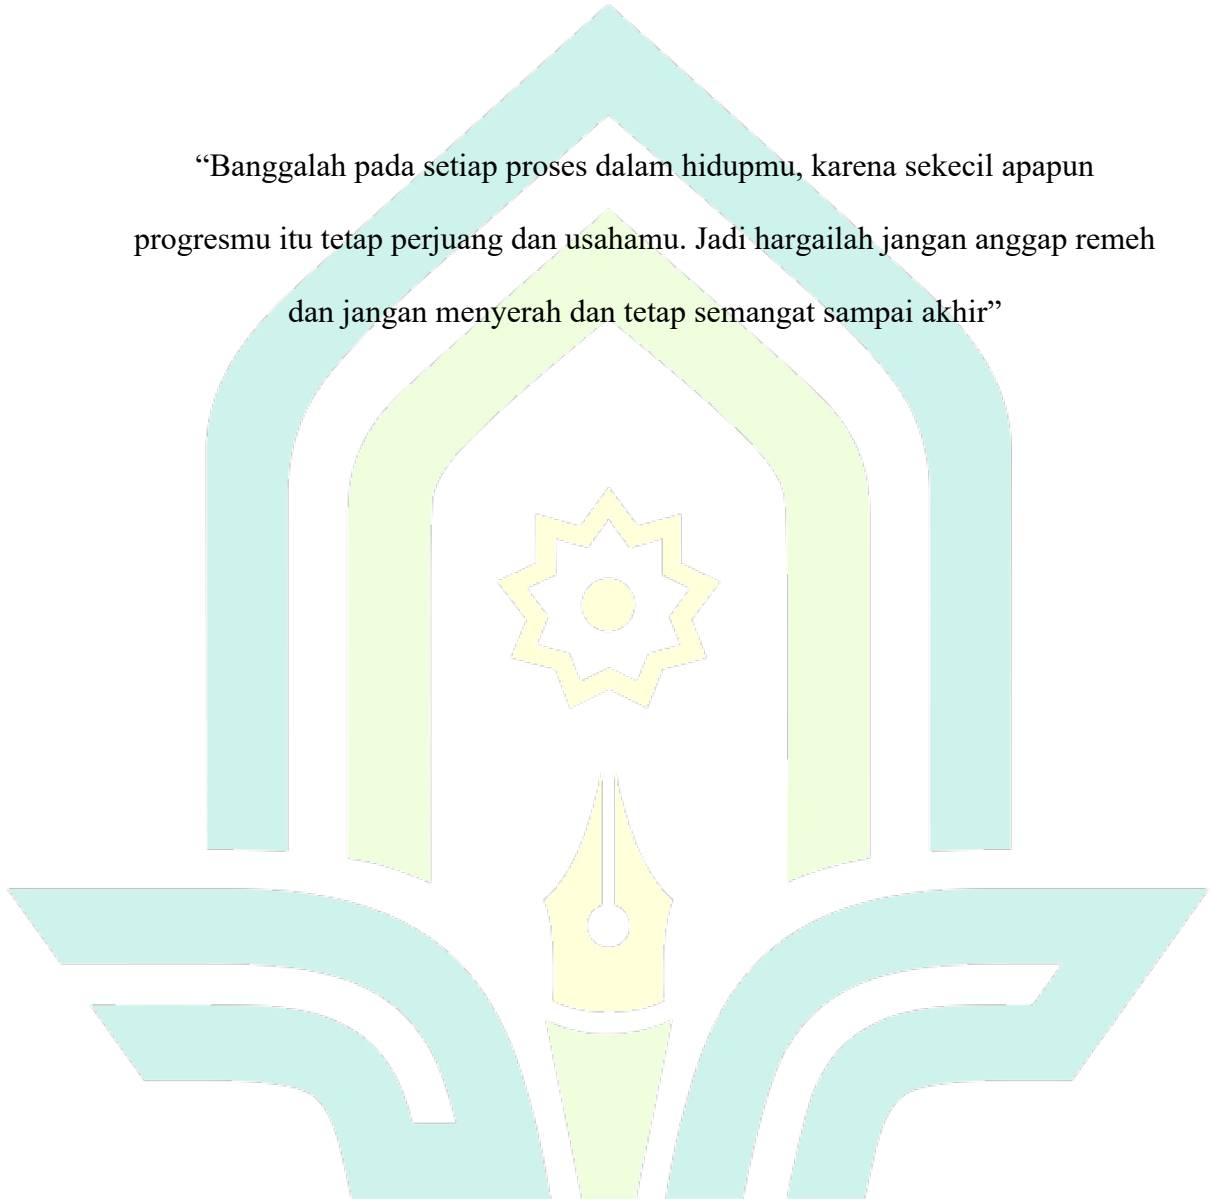 “Banggalah pada setiap proses dalam hidupmu, karena sekecil apapun
progresmu itu tetap perjuang dan usahamu. Jadi hargailah jangan anggap remeh
dan jangan menyerah dan tetap semangat sampai akhir”